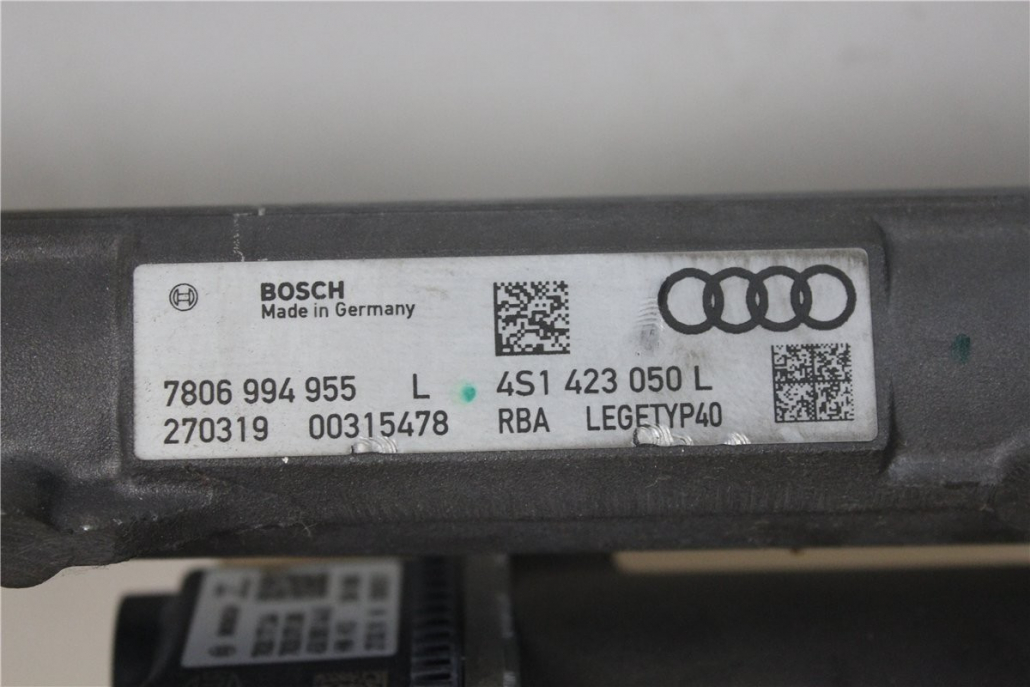 BOSCH
Made in Germany
7806 994 955 L
4S1 423 050 L
270319 00315478
RBA LEGETYP40